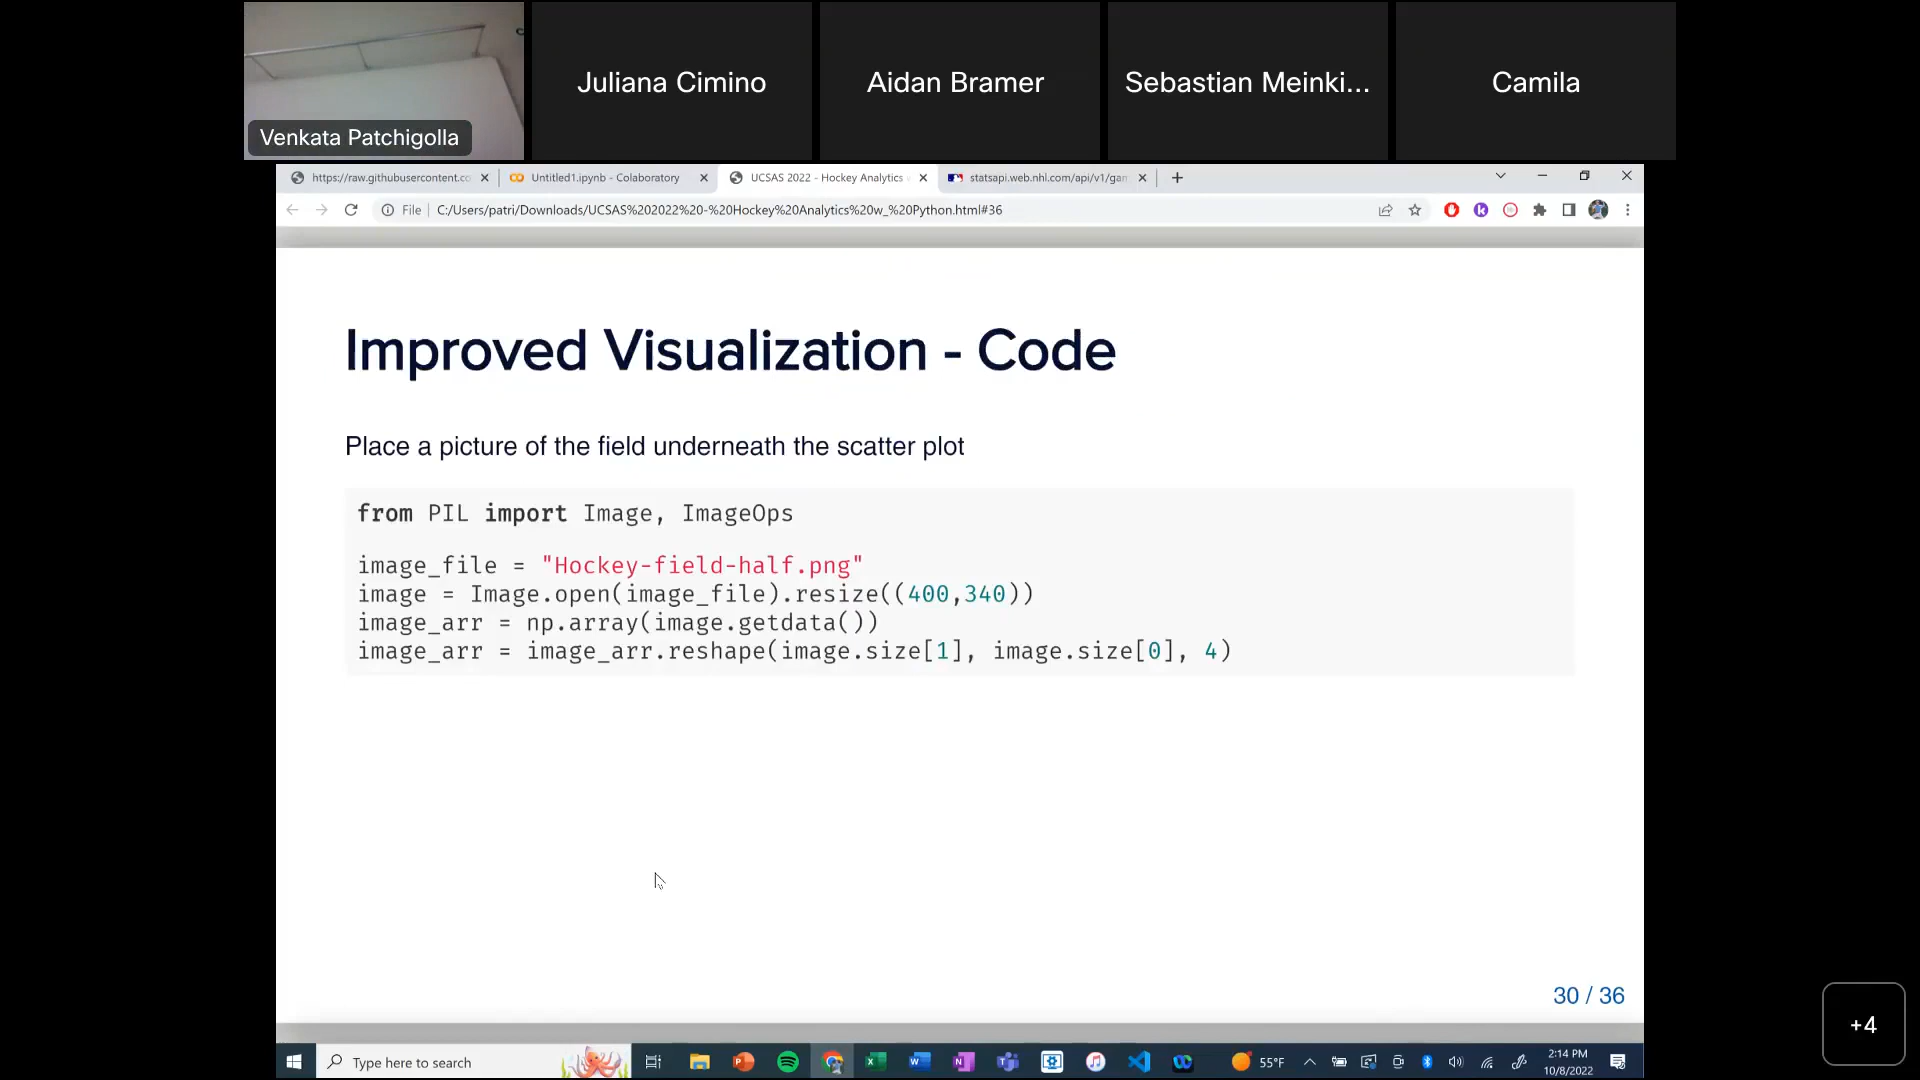 Venkata Patchigolla
Juliana Cimino
Aidan Bramer
Sebastian Meinki...
Camila
https://raw.githubusercontent.co
Untitled1.ipynb - Colaboratory
UCSAS 2022 - Hockey Analytics
statsapi.web.nhl.com/api/v1/gam
File
C:/Users/patri/Downloads/UCSAS%202022%20-%20Hockey%20Analytics%20w_%20Python.html#36
Improved Visualization - Code
Place a picture of the field underneath the scatter plot
from PIL import Image, ImageOps
image_file = "Hockey-field-half.png"
image = Image.open(image_file).resize((400,340))
image_arr = np.array(image.getdata())
image_arr = image_arr.reshape(image.size[1], image.size[0], 4)
30 / 36
+4
Type here to search
55°F
2:14 PM
10/8/2022